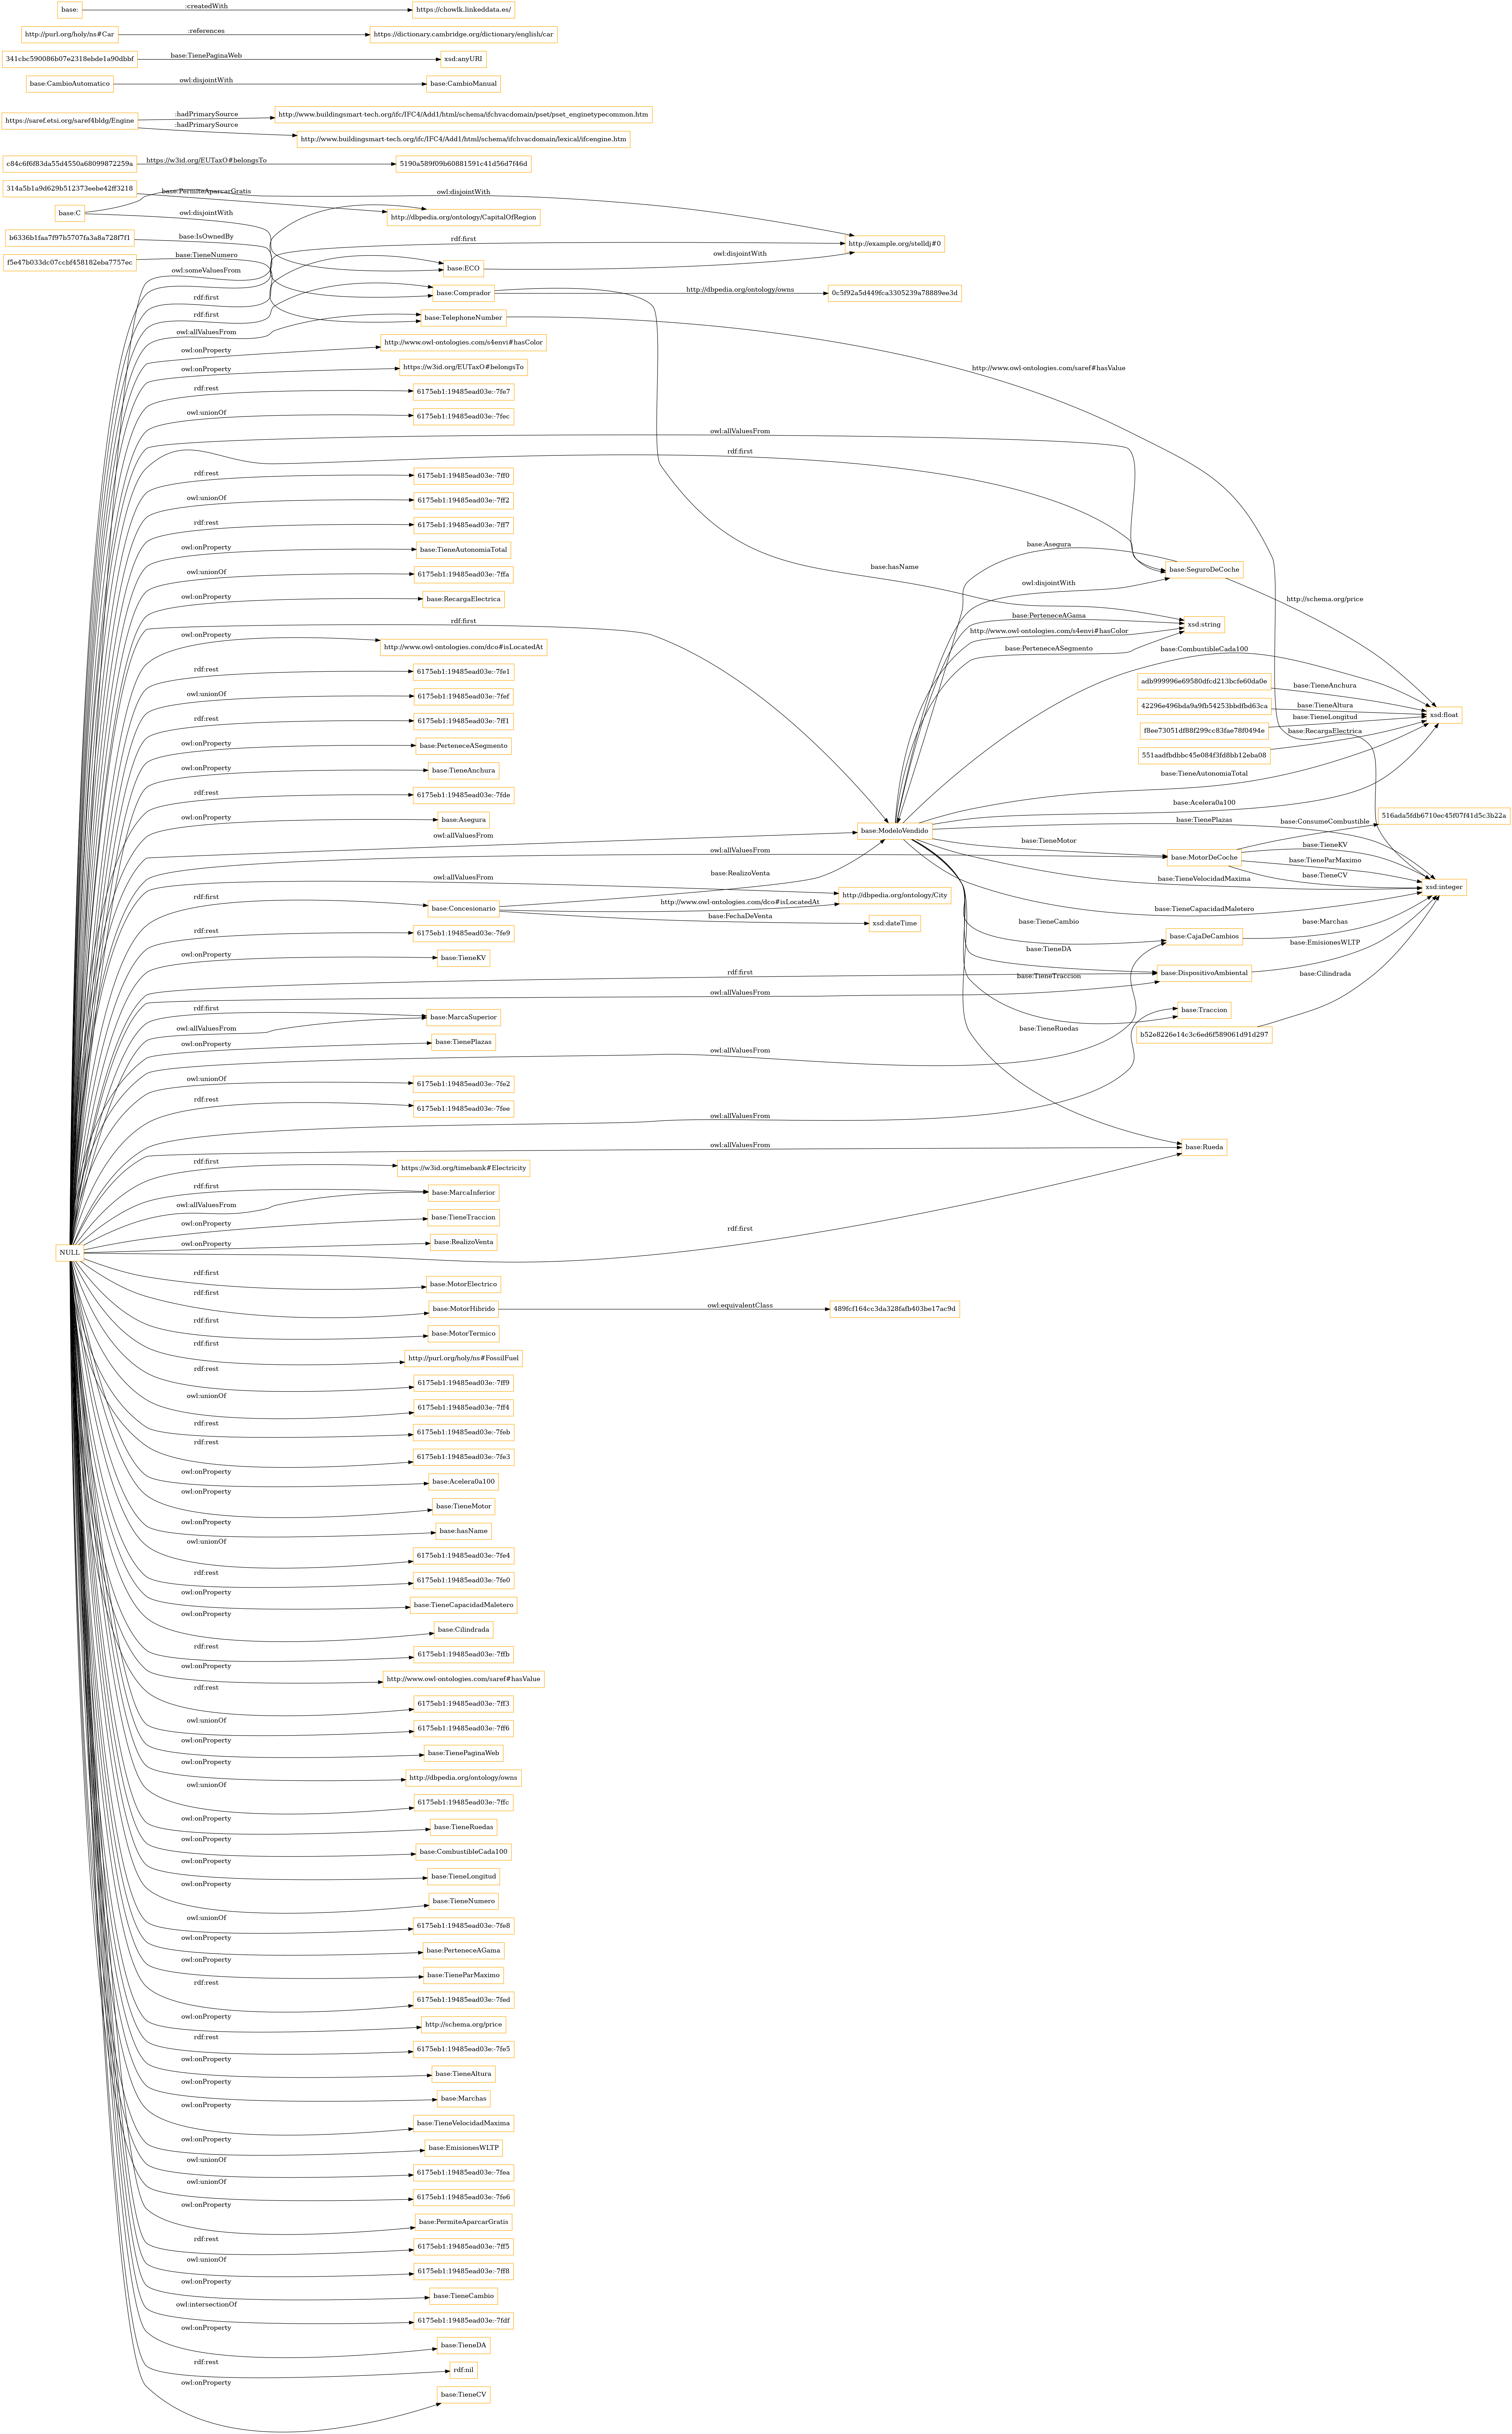 base:
:createdWith
https://chowlk.linkeddata.es/
http://purl.org/holy/ns#Car
:references
https://dictionary.cambridge.org/dictionary/english/car
341cbc590086b07e2318ebde1a90dbbf
base:TienePaginaWeb
xsd:anyURI
base:CambioAutomatico
owl:disjointWith
base:CambioManual
https://saref.etsi.org/saref4bldg/Engine
:hadPrimarySource
http://www.buildingsmart-tech.org/ifc/IFC4/Add1/html/schema/ifchvacdomain/pset/pset_enginetypecommon.htm
:hadPrimarySource
http://www.buildingsmart-tech.org/ifc/IFC4/Add1/html/schema/ifchvacdomain/lexical/ifcengine.htm
c84c6f6f83da55d4550a68099872259a
https://w3id.org/EUTaxO#belongsTo
5190a589f09b60881591c41d56d7f46d
314a5b1a9d629b512373eebe42ff3218
base:PermiteAparcarGratis
owl:disjointWith
base:C
owl:disjointWith
http://dbpedia.org/ontology/CapitalOfRegion
b6336b1faa7f97b5707fa3a8a728f7f1
base:IsOwnedBy
rdf:first
http://example.org/stelldj#0
f5e47b033dc07ccbf458182eba7757ec
base:TieneNumero
owl:disjointWith
owl:someValuesFrom
base:ECO
rdf:first
base:Comprador
http://dbpedia.org/ontology/owns
0c5f92a5d449fca3305239a78889ee3d
rdf:first
base:TelephoneNumber
owl:allValuesFrom
http://www.owl-ontologies.com/s4envi#hasColor
owl:onProperty
https://w3id.org/EUTaxO#belongsTo
owl:onProperty
http://www.owl-ontologies.com/saref#hasValue
rdf:rest
6175eb1:19485ead03e:-7fe7
owl:unionOf
6175eb1:19485ead03e:-7fec
owl:allValuesFrom
rdf:first
rdf:rest
6175eb1:19485ead03e:-7ff0
owl:unionOf
6175eb1:19485ead03e:-7ff2
rdf:rest
6175eb1:19485ead03e:-7ff7
owl:onProperty
base:TieneAutonomiaTotal
base:Asegura
base:hasName
base:SeguroDeCoche
owl:unionOf
6175eb1:19485ead03e:-7ffa
owl:disjointWith
http://schema.org/price
owl:onProperty
base:RecargaElectrica
base:PerteneceAGama
rdf:first
xsd:string
http://www.owl-ontologies.com/s4envi#hasColor
owl:onProperty
http://www.owl-ontologies.com/dco#isLocatedAt
base:PerteneceASegmento
base:CombustibleCada100
rdf:rest
6175eb1:19485ead03e:-7fe1
adb999996e69580dfcd213bcfe60da0e
base:TieneAnchura
owl:unionOf
6175eb1:19485ead03e:-7fef
42296e496bda9a9fb54253bbdfbd63ca
base:TieneAltura
xsd:float
rdf:rest
6175eb1:19485ead03e:-7ff1
f8ee73051df88f299cc83fae78f0494e
base:TieneLongitud
owl:onProperty
base:PerteneceASegmento
551aadfbdbbc45e084f3fd8bb12eba08
base:RecargaElectrica
owl:onProperty
base:TieneAnchura
base:TieneAutonomiaTotal
rdf:rest
6175eb1:19485ead03e:-7fde
base:Acelera0a100
owl:onProperty
base:Asegura
base:TienePlazas
base:ConsumeCombustible
516ada5fdb6710ec45f07f41d5c3b22a
owl:allValuesFrom
base:ModeloVendido
base:TieneMotor
base:MotorDeCoche
base:TieneKV
owl:allValuesFrom
base:TieneParMaximo
owl:allValuesFrom
base:RealizoVenta
base:TieneVelocidadMaxima
base:TieneCV
xsd:integer
http://dbpedia.org/ontology/City
rdf:first
base:Concesionario
http://www.owl-ontologies.com/dco#isLocatedAt
base:TieneCapacidadMaletero
base:FechaDeVenta
xsd:dateTime
base:TieneCambio
base:Marchas
rdf:rest
6175eb1:19485ead03e:-7fe9
base:CajaDeCambios
owl:onProperty
base:TieneKV
base:TieneDA
base:EmisionesWLTP
rdf:first
base:DispositivoAmbiental
base:TieneTraccion
base:Cilindrada
owl:allValuesFrom
rdf:first
base:MarcaSuperior
base:Traccion
owl:allValuesFrom
base:TieneRuedas
b52e8226e14c3c6ed6f589061d91d297
owl:onProperty
base:TienePlazas
owl:allValuesFrom
owl:unionOf
6175eb1:19485ead03e:-7fe2
rdf:rest
6175eb1:19485ead03e:-7fee
owl:allValuesFrom
owl:allValuesFrom
base:Rueda
rdf:first
https://w3id.org/timebank#Electricity
rdf:first
base:MarcaInferior
owl:allValuesFrom
owl:onProperty
base:TieneTraccion
rdf:first
NULL
owl:onProperty
base:RealizoVenta
rdf:first
base:MotorElectrico
rdf:first
base:MotorHibrido
owl:equivalentClass
489fcf164cc3da328fafb403be17ac9d
rdf:first
base:MotorTermico
rdf:first
http://purl.org/holy/ns#FossilFuel
rdf:rest
6175eb1:19485ead03e:-7ff9
owl:unionOf
6175eb1:19485ead03e:-7ff4
rdf:rest
6175eb1:19485ead03e:-7feb
rdf:rest
6175eb1:19485ead03e:-7fe3
owl:onProperty
base:Acelera0a100
owl:onProperty
base:TieneMotor
owl:onProperty
base:hasName
owl:unionOf
6175eb1:19485ead03e:-7fe4
rdf:rest
6175eb1:19485ead03e:-7fe0
owl:onProperty
base:TieneCapacidadMaletero
owl:onProperty
base:Cilindrada
rdf:rest
6175eb1:19485ead03e:-7ffb
owl:onProperty
http://www.owl-ontologies.com/saref#hasValue
rdf:rest
6175eb1:19485ead03e:-7ff3
owl:unionOf
6175eb1:19485ead03e:-7ff6
owl:onProperty
base:TienePaginaWeb
owl:onProperty
http://dbpedia.org/ontology/owns
owl:unionOf
6175eb1:19485ead03e:-7ffc
owl:onProperty
base:TieneRuedas
owl:onProperty
base:CombustibleCada100
owl:onProperty
base:TieneLongitud
owl:onProperty
base:TieneNumero
owl:unionOf
6175eb1:19485ead03e:-7fe8
owl:onProperty
base:PerteneceAGama
owl:onProperty
base:TieneParMaximo
rdf:rest
6175eb1:19485ead03e:-7fed
owl:onProperty
http://schema.org/price
rdf:rest
6175eb1:19485ead03e:-7fe5
owl:onProperty
base:TieneAltura
owl:onProperty
base:Marchas
owl:onProperty
base:TieneVelocidadMaxima
owl:onProperty
base:EmisionesWLTP
owl:unionOf
6175eb1:19485ead03e:-7fea
owl:unionOf
6175eb1:19485ead03e:-7fe6
owl:onProperty
base:PermiteAparcarGratis
rdf:rest
6175eb1:19485ead03e:-7ff5
owl:unionOf
6175eb1:19485ead03e:-7ff8
owl:onProperty
base:TieneCambio
owl:intersectionOf
6175eb1:19485ead03e:-7fdf
owl:onProperty
base:TieneDA
rdf:rest
rdf:nil
owl:onProperty
base:TieneCV